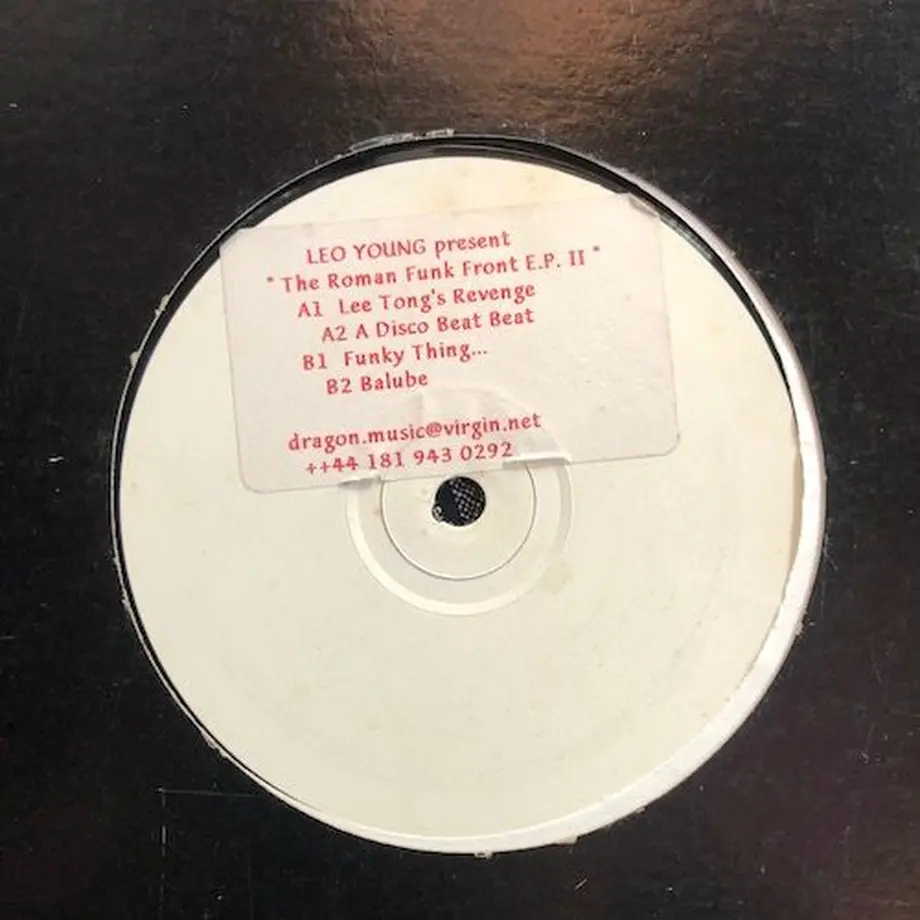 LEO YOUNG present
" The Roman Funk Front E.P. II "
A1 Lee Tong's Revenge
A2 A Disco Beat Beat
B1 Funky Thing...
B2 Balube
dragon.music@virgin.net
++44 181 943 0292